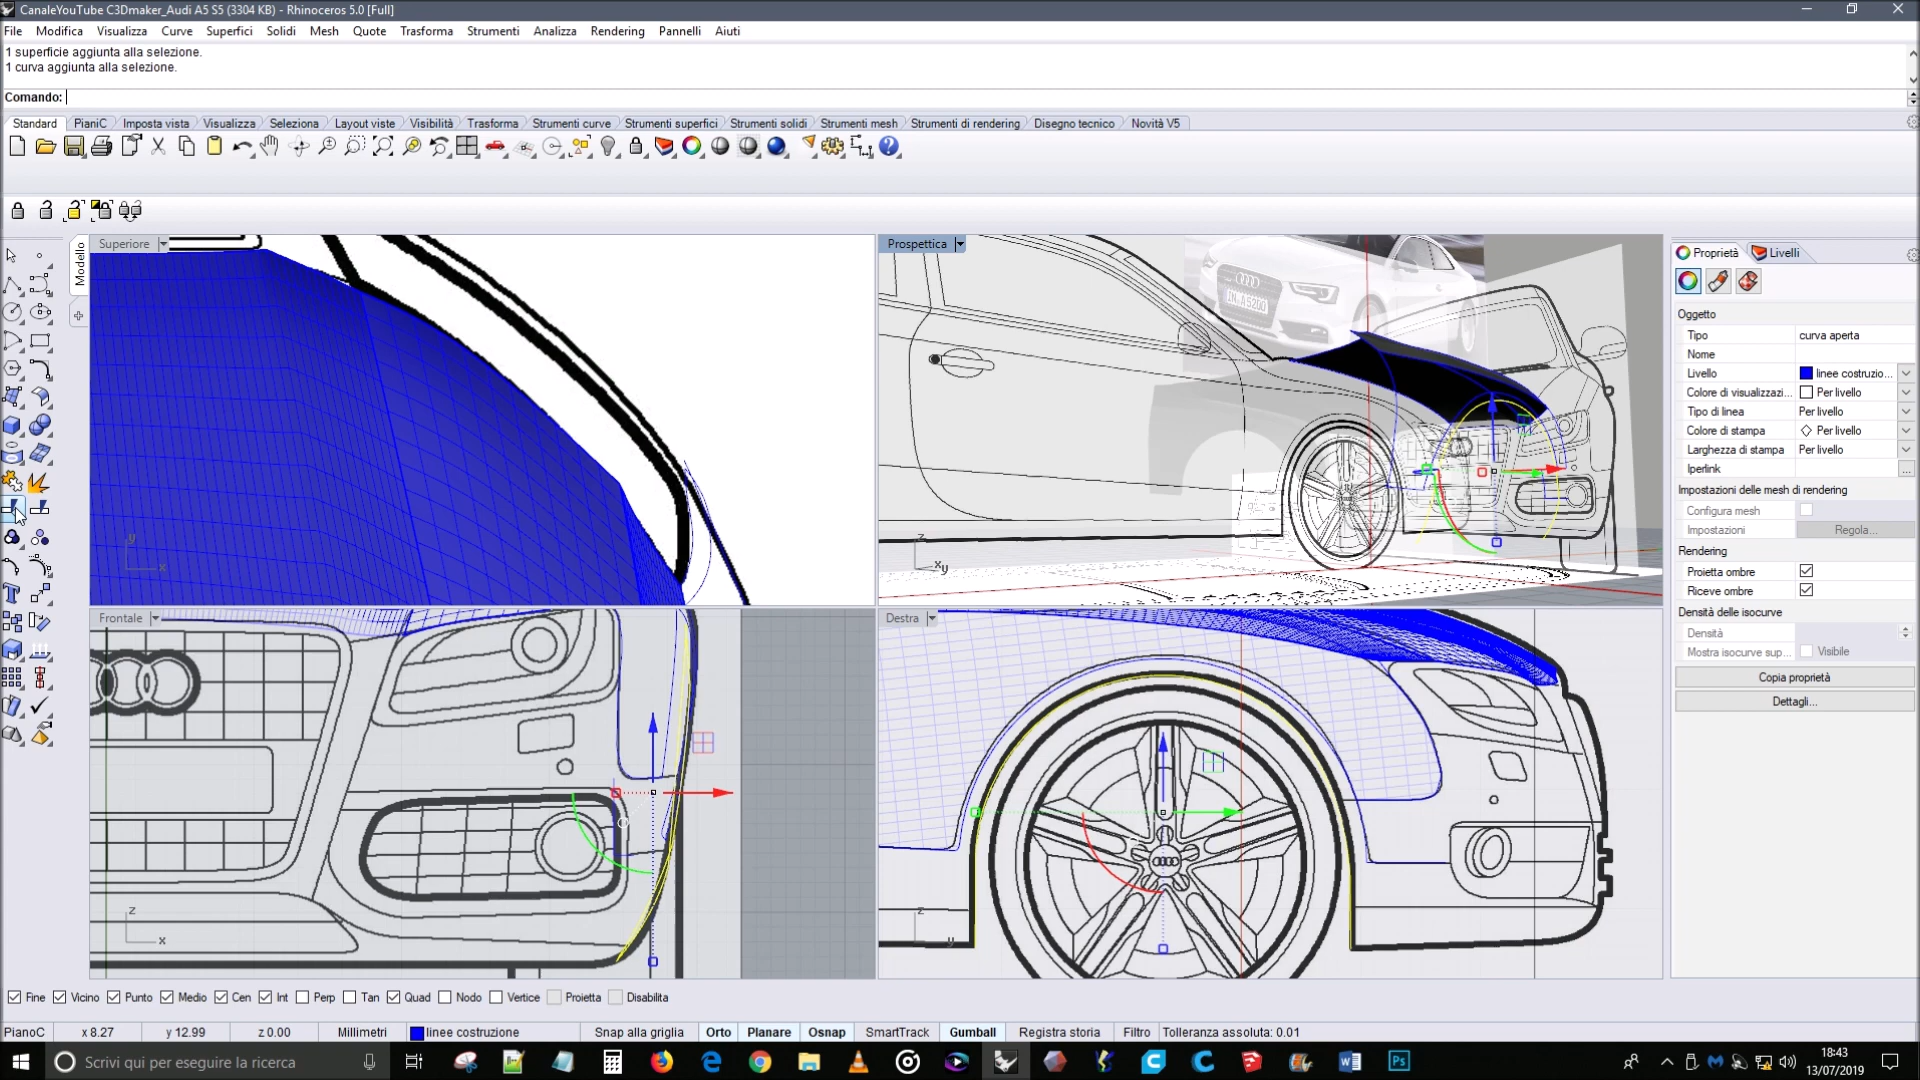 CanaleYouTube C3Dmaker_Audi A5 S5 (3304 KB) - Rhinoceros 5.0 [Full]
File Modifica Visualizza Curve Superfici Solidi Mesh Quote Trasforma Strumenti Analizza Rendering Pannelli Aiuti
1 superficie aggiunta alla selezione.
1 curva aggiunta alla selezione.
Comando:
Standard PianiC Imposta vista Visualizza Seleziona Layout viste Visibilità Trasforma Strumenti curve Strumenti superfici Strumenti solidi Strumenti mesh Strumenti di rendering Disegno tecnico Novità V5
Modello
Superiore
y
x
Prospettica
z
x y
Frontale
z
x
Destra
z
y
Proprietà Livelli
Oggetto
Tipo curva aperta
Nome
Livello linee costruzio...
Colore di visualizzazi... Per livello
Tipo di linea Per livello
Colore di stampa Per livello
Larghezza di stampa Per livello
Iperlink ...
Impostazioni delle mesh di rendering
Configura mesh
Impostazioni Regola...
Rendering
Proietta ombre
Riceve ombre
Densità delle isocurve
Densità
Mostra isocurve sup... Visibile
Copia proprietà
Dettagli...
Fine Vicino Punto Medio Cen Int Perp Tan Quad Nodo Vertice Proietta Disabilita
PianoC x 8.27 y 12.99 z 0.00 Millimetri linee costruzione Snap alla griglia Orto Planare Osnap SmartTrack Gumball Registra storia Filtro Tolleranza assoluta: 0.01
Scrivi qui per eseguire la ricerca
Ps
18:43
13/07/2019